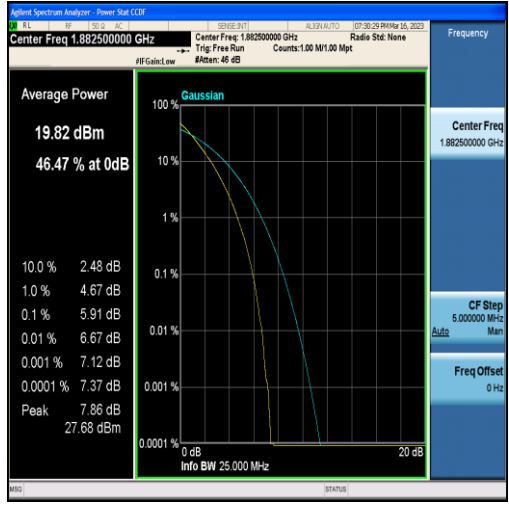 Agilent Spectrum Analyzer - Power Stat CCDF
RL RF 50 Ω AC SENSE:INT ALIGN AUTO 07:30:29 PM Mar 16, 2023
Center Freq 1.882500000 GHz
Center Freq: 1.882500000 GHz Radio Std: None
Trig: Free Run Counts:1.00 M/1.00 Mpt
#IFGain:Low #Atten: 46 dB
Frequency
Average Power
19.82 dBm
46.47 % at 0dB
10.0 % 2.48 dB
1.0 % 4.67 dB
0.1 % 5.91 dB
0.01 % 6.67 dB
0.001 % 7.12 dB
0.0001 % 7.37 dB
Peak 7.86 dB
27.68 dBm
Gaussian
100 %
10 %
1 %
0.1 %
0.01 %
0.001 %
0.0001 %
0 dB 20 dB
Info BW 25.000 MHz
Center Freq
1.882500000 GHz
CF Step
5.000000 MHz
Auto Man
Freq Offset
0 Hz
MSG STATUS